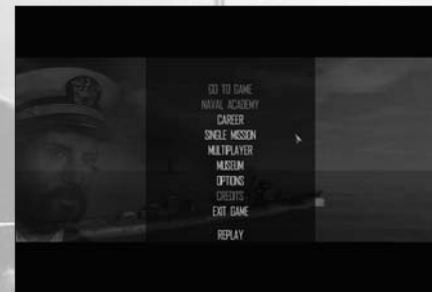 GO TO GAME
NAVAL ACADEMY
CAREER
SINGLE MISSION
MULTIPLAYER
MUSEUM
OPTIONS
CREDITS
EXIT GAME
REPLAY